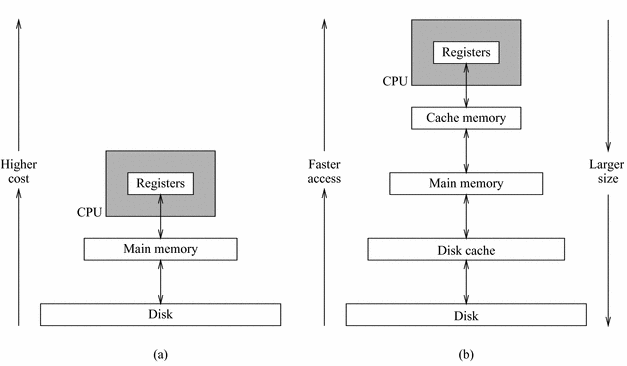 Higher
cost
Registers
CPU
Main memory
Disk
(a)
Faster
access
Registers
CPU
Cache memory
Main memory
Disk cache
Disk
(b)
Larger
size